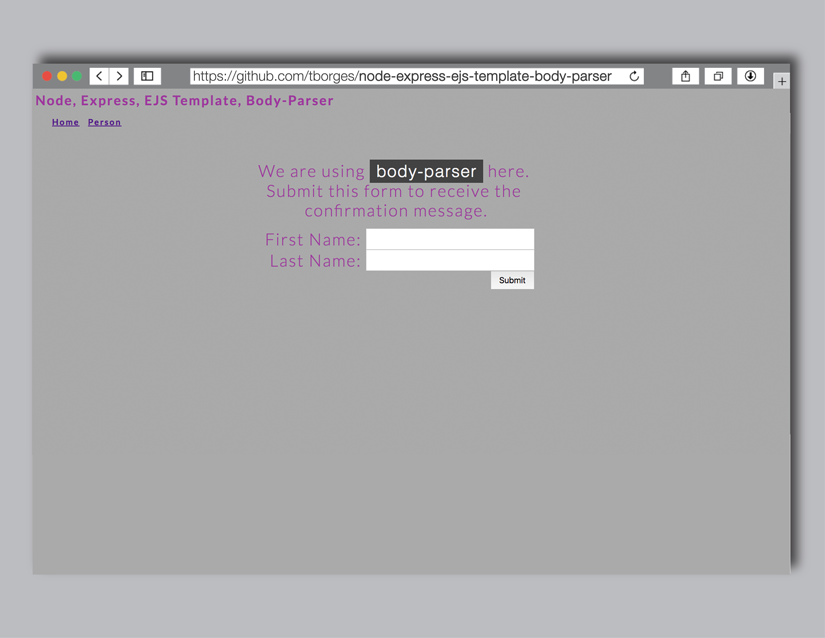 https://github.com/tborges/node-express-ejs-template-body-parser
Node, Express, EJS Template, Body-Parser
Home Person
We are using body-parser here.
Submit this form to receive the
confirmation message.
First Name:
Last Name:
Submit